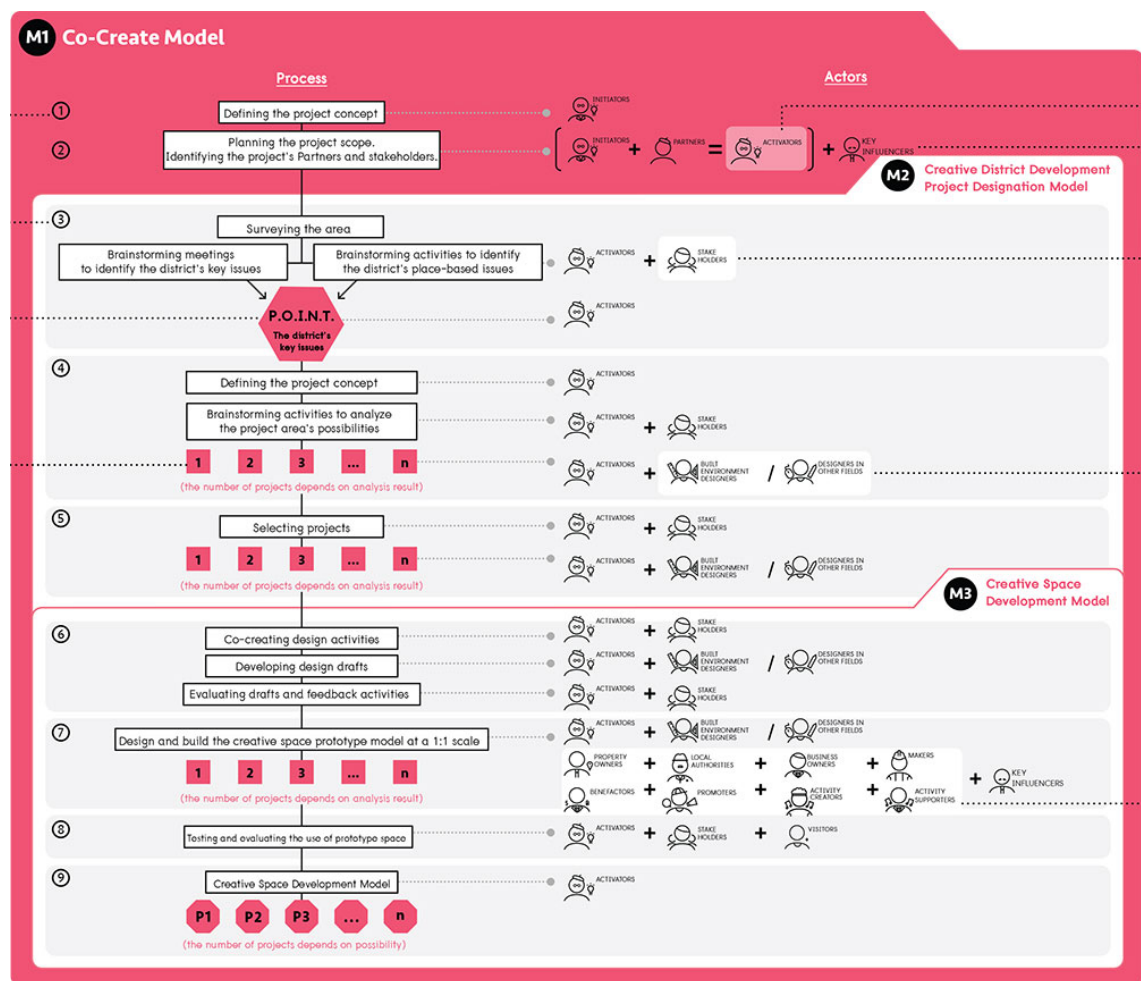 M1 Co-Create Model
Process
Actors
1
Defining the project concept
INITIATORS
2
Planning the project scope.
Identifying the project's Partners and stakeholders.
INITIATORS + PARTNERS = ACTIVATORS + KEY
INFLUENCERS
M2 Creative District Development
Project Designation Model
3
Surveying the area
Brainstorming meetings
to identify the district's key issues
Brainstorming activities to identify
the district's place-based issues
ACTIVATORS + STAKE
HOLDERS
P.O.I.N.T.
The district's
key issues
ACTIVATORS
4
Defining the project concept
ACTIVATORS
Brainstorming activities to analyze
the project area's possibilities
ACTIVATORS + STAKE
HOLDERS
1 2 3 ... n
(the number of projects depends on analysis result)
ACTIVATORS + BUILT
ENVIRONMENT
DESIGNERS
/ DESIGNERS IN
OTHER FIELDS
5
Selecting projects
ACTIVATORS + STAKE
HOLDERS
1 2 3 ... n
(the number of projects depends on analysis result)
ACTIVATORS + BUILT
ENVIRONMENT
DESIGNERS
/ DESIGNERS IN
OTHER FIELDS
M3 Creative Space
Development Model
6
Co-creating design activities
ACTIVATORS + STAKE
HOLDERS
Developing design drafts
ACTIVATORS + BUILT
ENVIRONMENT
DESIGNERS
/ DESIGNERS IN
OTHER FIELDS
Evaluating drafts and feedback activities
ACTIVATORS + STAKE
HOLDERS
7
Design and build the creative space prototype model at a 1:1 scale
ACTIVATORS + BUILT
ENVIRONMENT
DESIGNERS
/ DESIGNERS IN
OTHER FIELDS
1 2 3 ... n
(the number of projects depends on analysis result)
PROPERTY
OWNERS
+ LOCAL
AUTHORITIES
+ BUSINESS
OWNERS
+ MAKERS
BENEFACTORS + PROMOTERS + ACTIVITY
CREATORS
+ ACTIVITY
SUPPORTERS
+ KEY
INFLUENCERS
8
Testing and evaluating the use of prototype space
ACTIVATORS + STAKE
HOLDERS
+ VISITORS
9
Creative Space Development Model
ACTIVATORS
P1 P2 P3 ... n
(the number of projects depends on possibility)